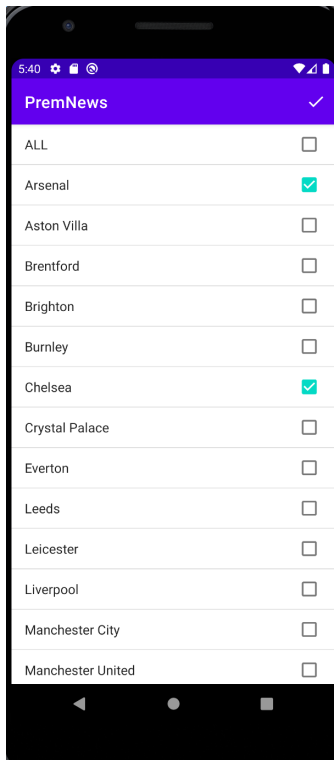 5:40
PremNews
ALL
Arsenal
Aston Villa
Brentford
Brighton
Burnley
Chelsea
Crystal Palace
Everton
Leeds
Leicester
Liverpool
Manchester City
Manchester United